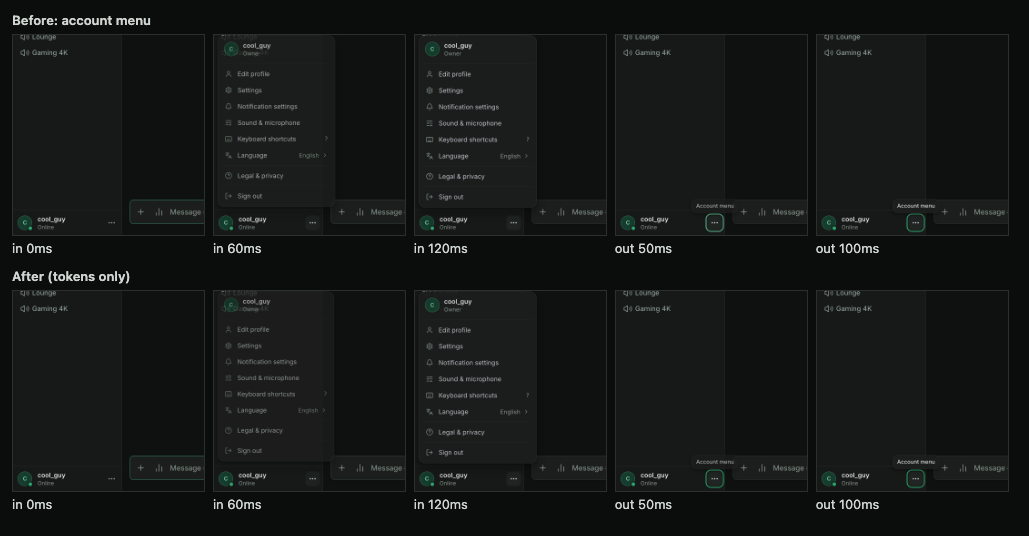 Before: account menu
Lounge
Gaming 4K
cool_guy
Online
Message
in 0ms
cool_guy
Owner
Edit profile
Settings
Notification settings
Sound & microphone
Keyboard shortcuts ?
Language English >
Legal & privacy
Sign out
cool_guy
Online
Message
in 60ms
cool_guy
Owner
Edit profile
Settings
Notification settings
Sound & microphone
Keyboard shortcuts ?
Language English >
Legal & privacy
Sign out
cool_guy
Online
Message
in 120ms
Lounge
Gaming 4K
Account menu
cool_guy
Online
Message
out 50ms
Lounge
Gaming 4K
Account menu
cool_guy
Online
Message
out 100ms
After (tokens only)
Lounge
Gaming 4K
cool_guy
Online
Message
in 0ms
cool_guy
Owner
Edit profile
Settings
Notification settings
Sound & microphone
Keyboard shortcuts ?
Language English >
Legal & privacy
Sign out
cool_guy
Online
Message
in 60ms
cool_guy
Owner
Edit profile
Settings
Notification settings
Sound & microphone
Keyboard shortcuts ?
Language English >
Legal & privacy
Sign out
cool_guy
Online
Message
in 120ms
Lounge
Gaming 4K
Account menu
cool_guy
Online
Message
out 50ms
Lounge
Gaming 4K
Account menu
cool_guy
Online
Message
out 100ms